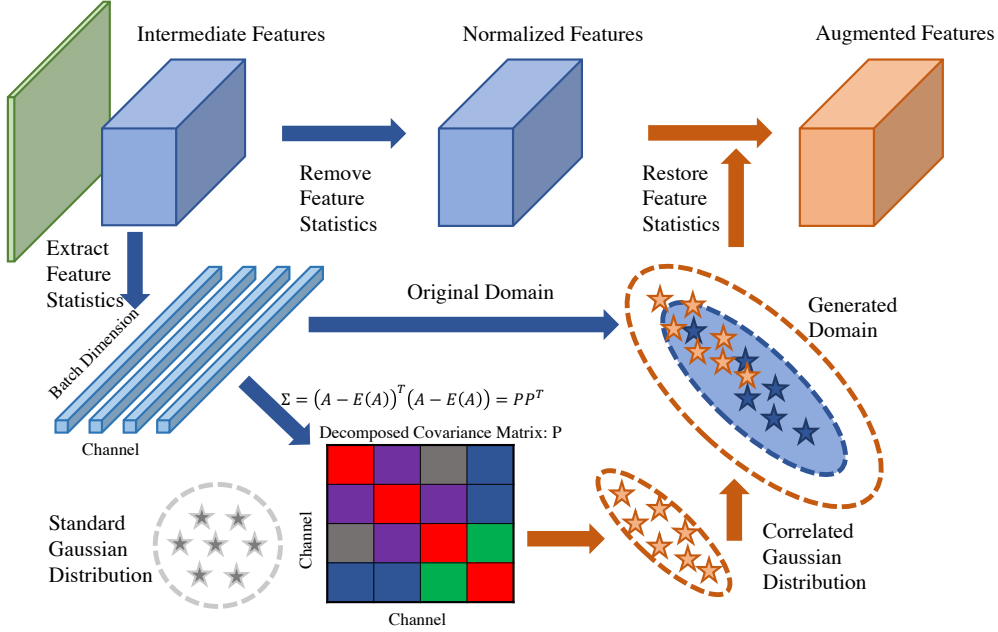 Intermediate Features
Normalized Features
Augmented Features
Remove
Feature
Statistics
Restore
Feature
Statistics
Extract
Feature
Statistics
Batch Dimension
Channel
Original Domain
Generated
Domain
Σ = (A − E(A))^T (A − E(A)) = PP^T
Decomposed Covariance Matrix: P
Standard
Gaussian
Distribution
Channel
Channel
Correlated
Gaussian
Distribution